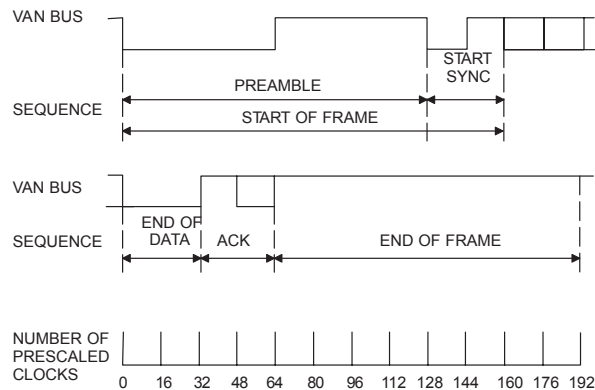 VAN BUS
START
SYNC
PREAMBLE
SEQUENCE
START OF FRAME
VAN BUS
END OF
DATA
ACK
END OF FRAME
SEQUENCE
NUMBER OF
PRESCALED
CLOCKS
0 16 32 48 64 80 96 112 128 144 160 176 192